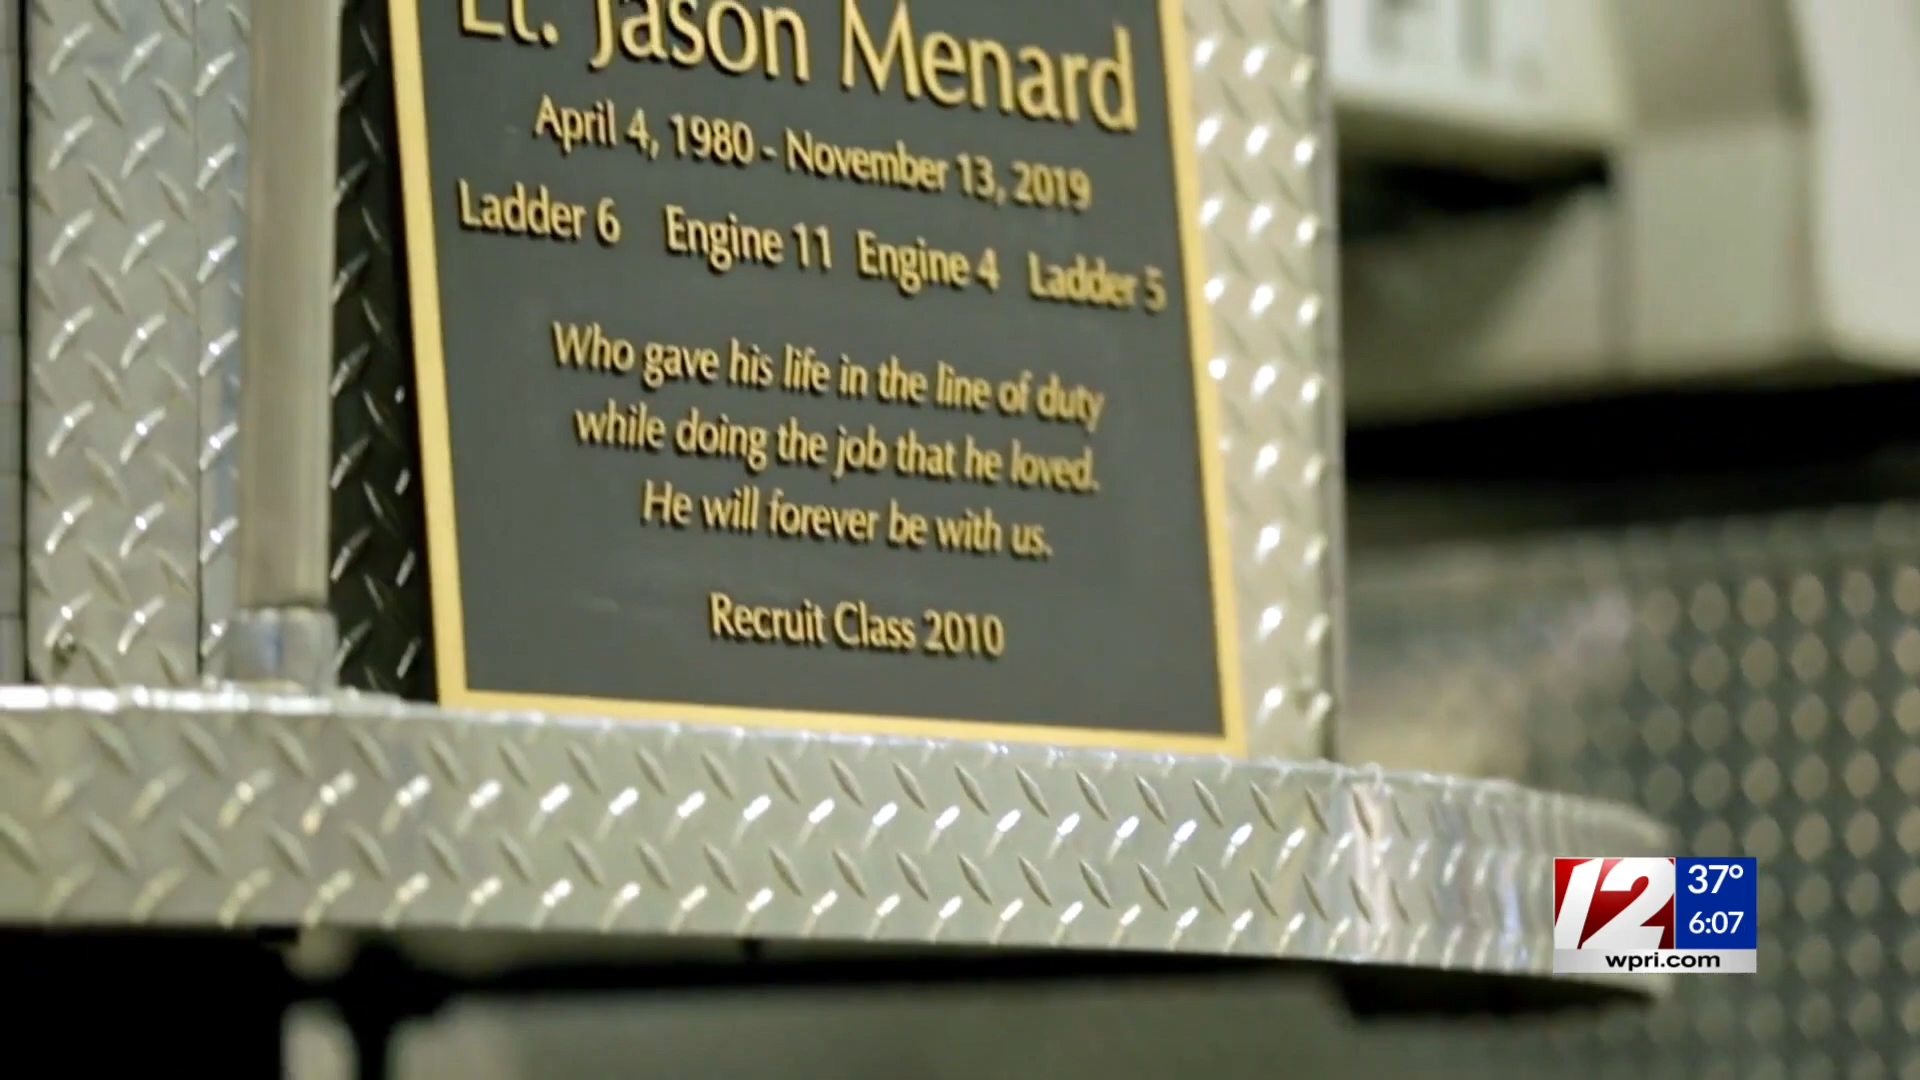 Lt. Jason Menard
April 4, 1980 - November 13, 2019
Ladder 6 Engine 11 Engine 4 Ladder 5
Who gave his life in the line of duty
while doing the job that he loved.
He will forever be with us.
Recruit Class 2010
12
37°
6:07
wpri.com